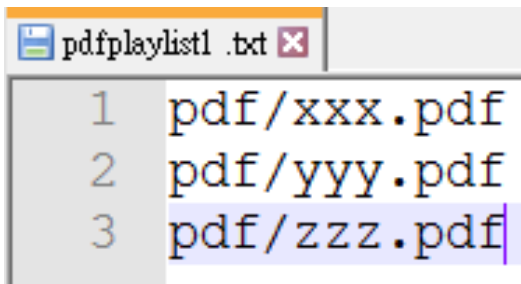 pdfplaylist1 .txt
1 pdf/xxx.pdf
2 pdf/yyy.pdf
3 pdf/zzz.pdf